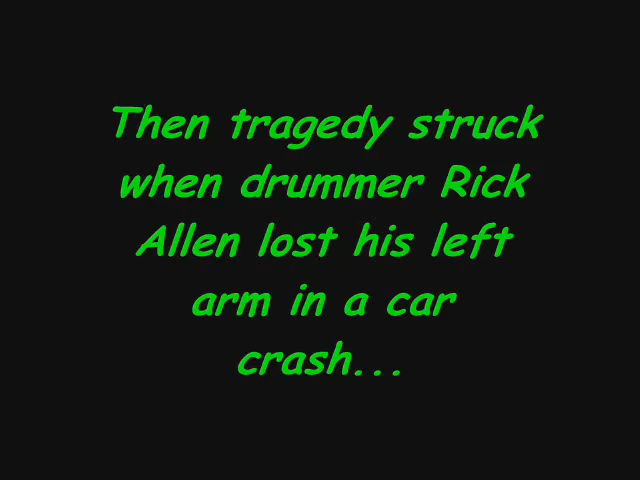 Then tragedy struck
when drummer Rick
Allen lost his left
arm in a car
crash...